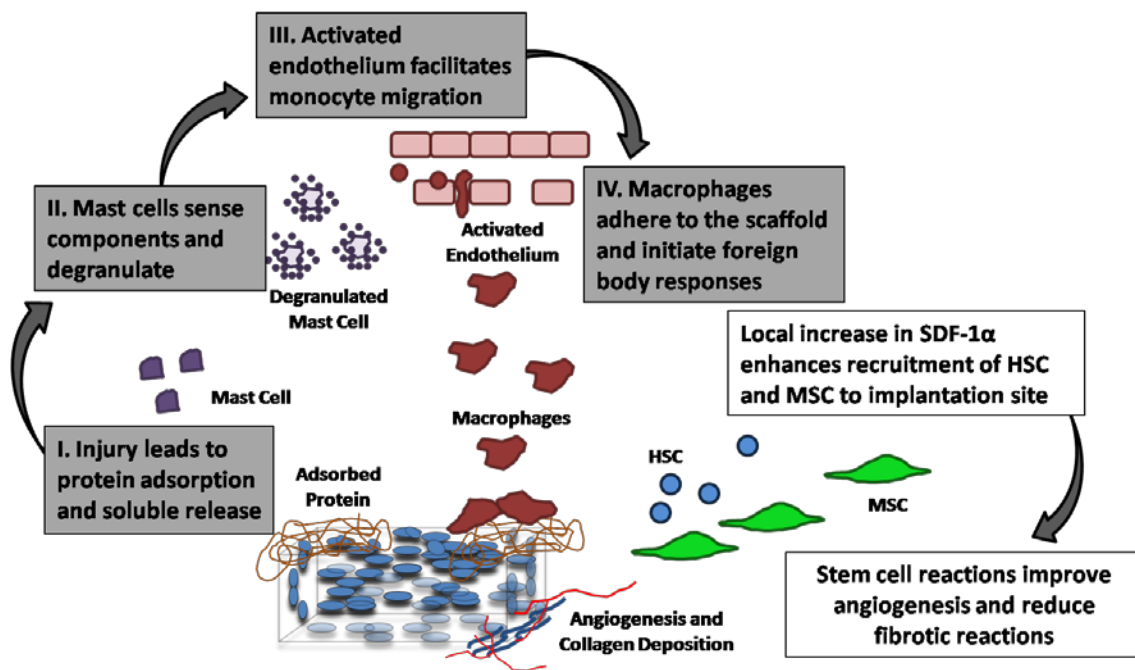 III. Activated
endothelium facilitates
monocyte migration
II. Mast cells sense
components and
degranulate
IV. Macrophages
adhere to the scaffold
and initiate foreign
body responses
Activated
Endothelium
Degranulated
Mast Cell
Local increase in SDF-1α
enhances recruitment of HSC
and MSC to implantation site
Mast Cell
Macrophages
I. Injury leads to
protein adsorption
and soluble release
Adsorbed
Protein
HSC
MSC
Stem cell reactions improve
angiogenesis and reduce
fibrotic reactions
Angiogenesis and
Collagen Deposition